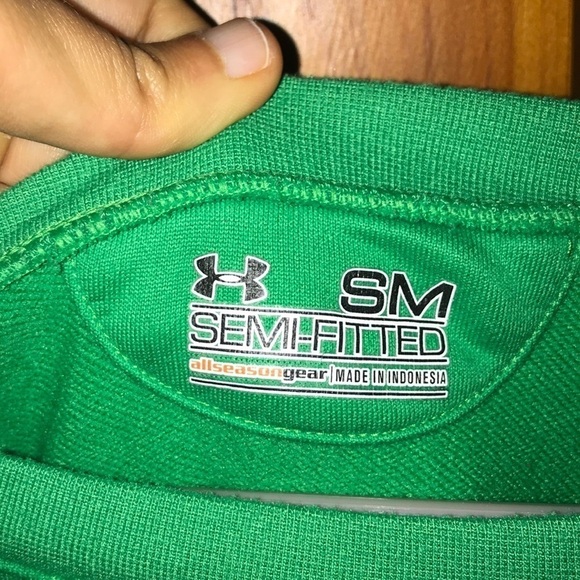 SM
SEMI-FITTED
allseasongear | MADE IN INDONESIA